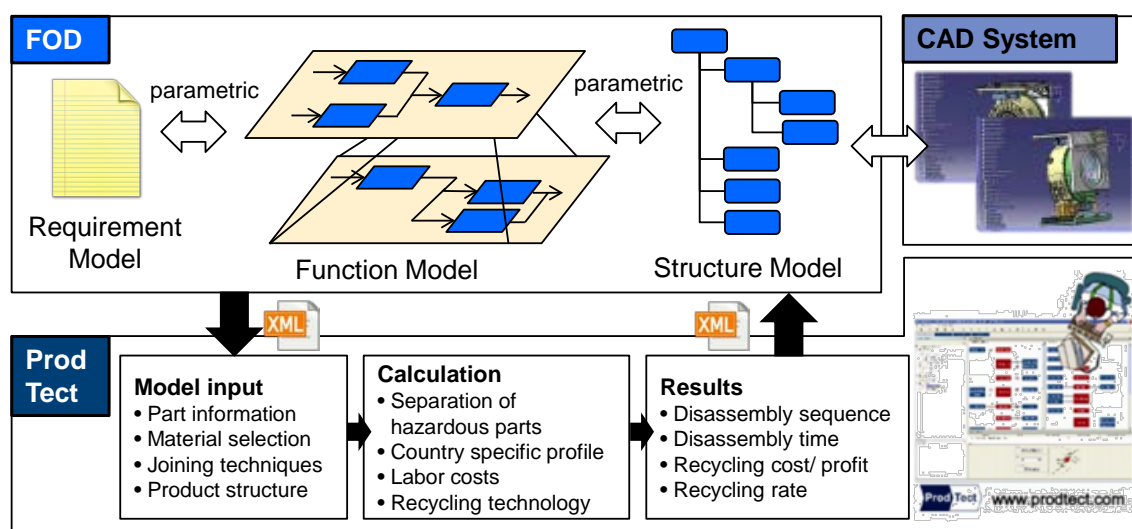 FOD
CAD System
parametric
parametric
Requirement
Model
Function Model
Structure Model
XML
XML
Prod
Tect
Model input
• Part information
• Material selection
• Joining techniques
• Product structure
Calculation
• Separation of
hazardous parts
• Country specific profile
• Labor costs
• Recycling technology
Results
• Disassembly sequence
• Disassembly time
• Recycling cost/ profit
• Recycling rate
Prod Tect
www.prodtect.com